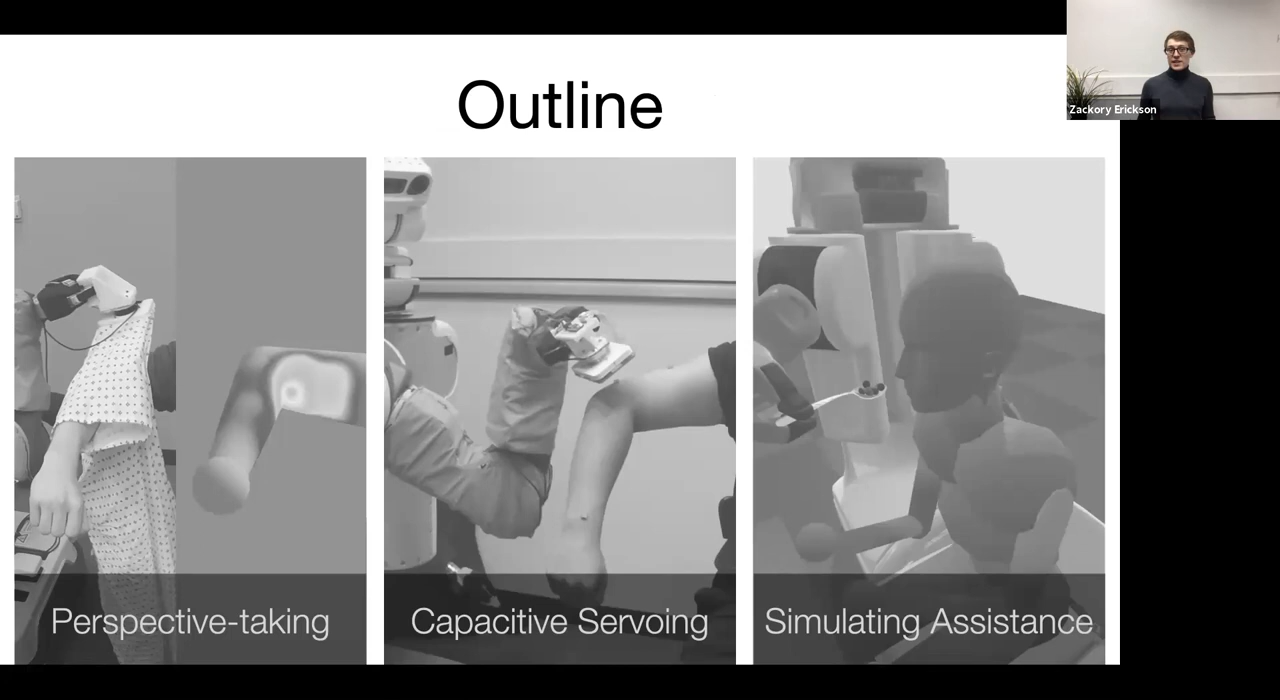 Outline
Zackory Erickson
Perspective-taking
Capacitive Servoing
Simulating Assistance